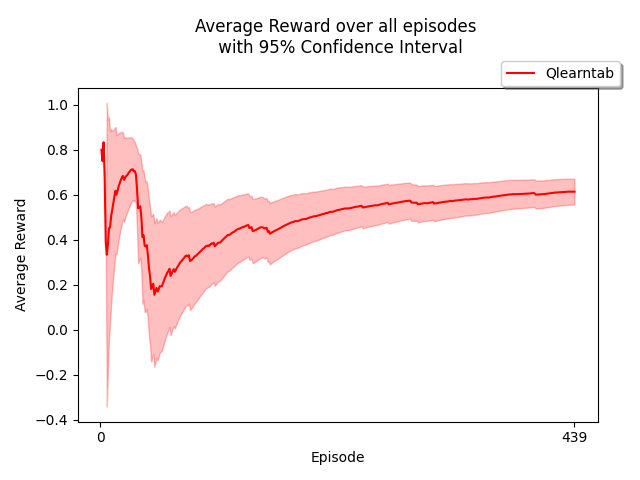 Average Reward over all episodes
with 95% Confidence Interval
Qlearntab
1.0
0.8
0.6
0.4
0.2
0.0
−0.2
−0.4
Average Reward
0
439
Episode